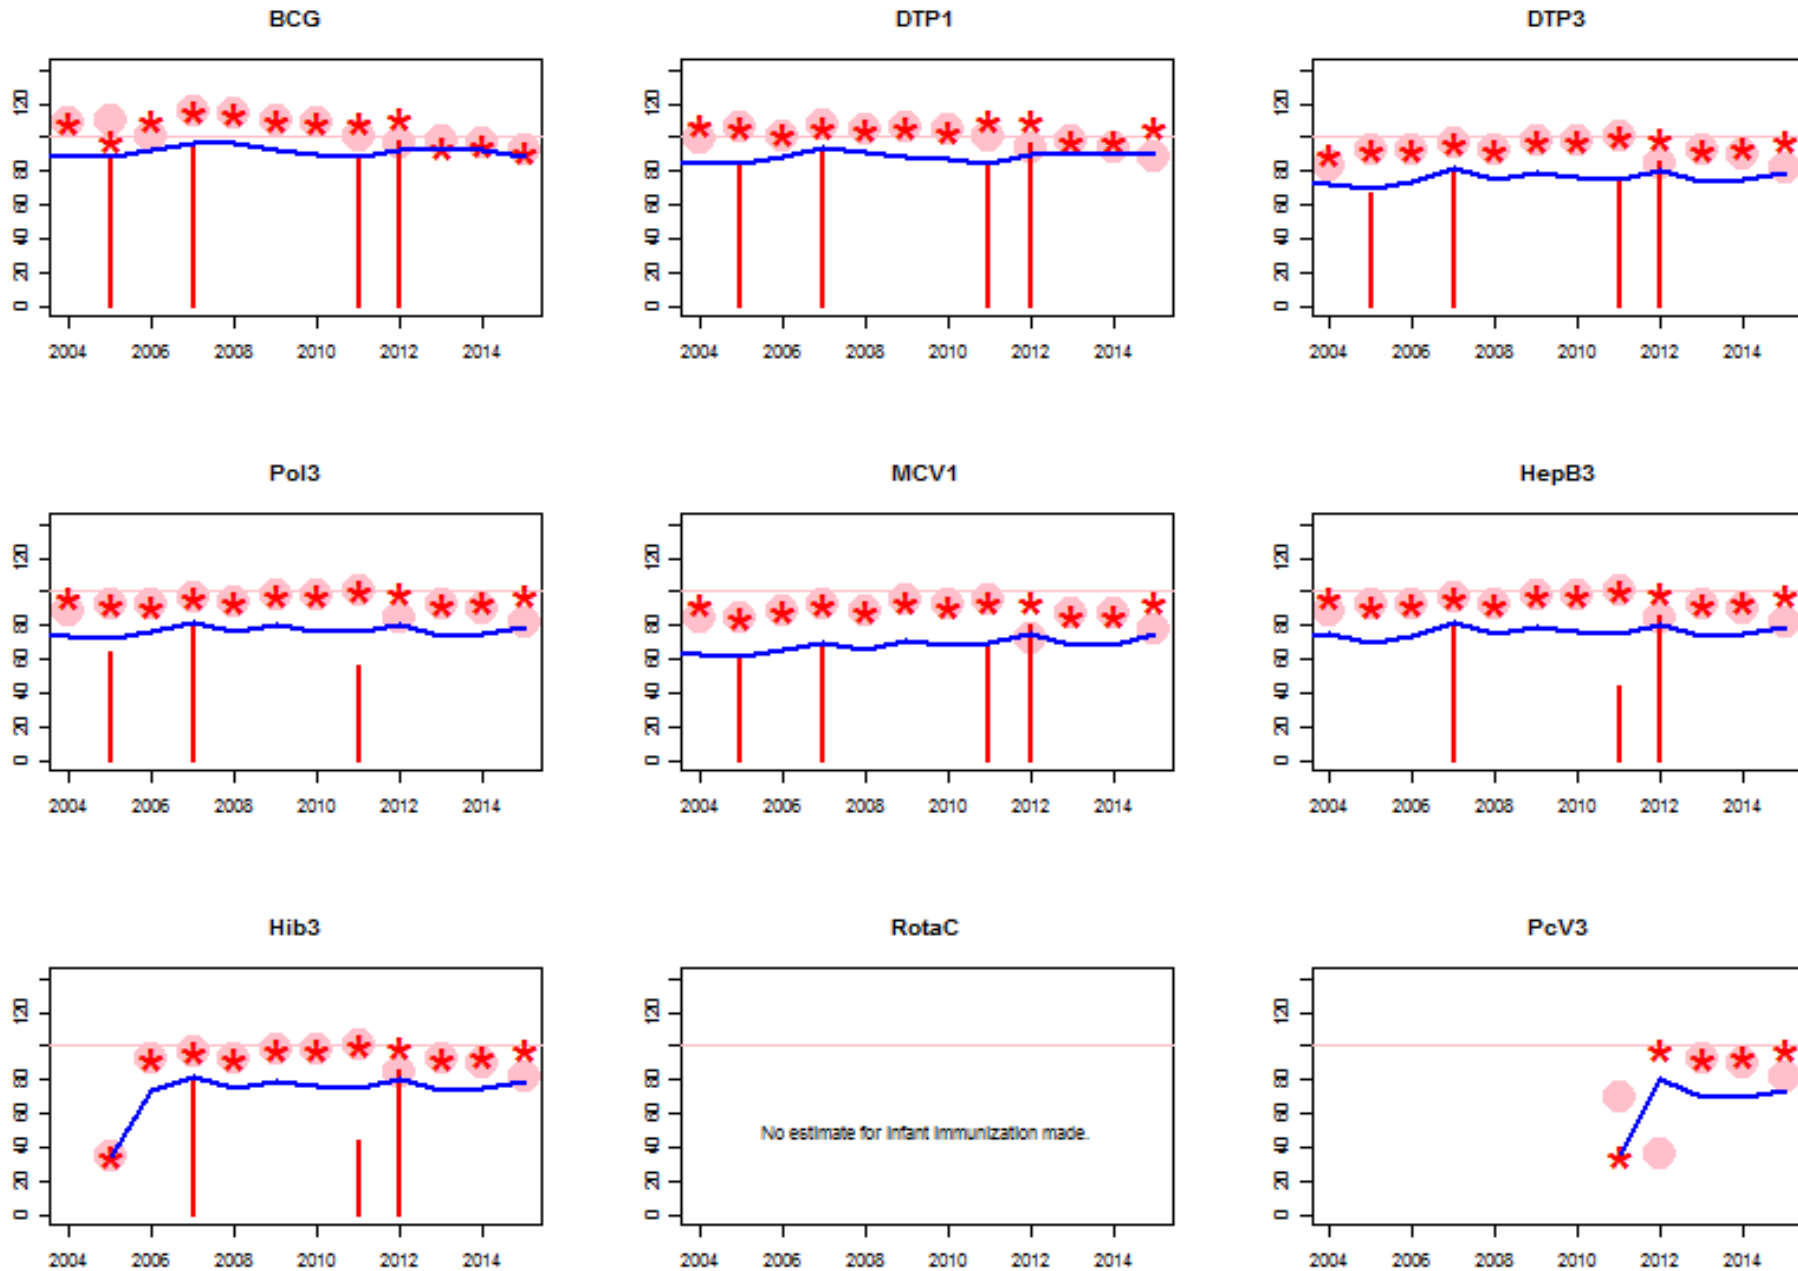 BCG DTP1 DTP3
0 20 40 60 80 120 0 20 40 60 80 120 0 20 40 60 80 120
2004 2006 2008 2010 2012 2014 2004 2006 2008 2010 2012 2014 2004 2006 2008 2010 2012 2014
Pol3 MCV1 HepB3
0 20 40 60 80 120 0 20 40 60 80 120 0 20 40 60 80 120
2004 2006 2008 2010 2012 2014 2004 2006 2008 2010 2012 2014 2004 2006 2008 2010 2012 2014
Hib3 RotaC PcV3
0 20 40 60 80 120 0 20 40 60 80 120 0 20 40 60 80 120
No estimate for infant immunization made.
2004 2006 2008 2010 2012 2014 2004 2006 2008 2010 2012 2014 2004 2006 2008 2010 2012 2014